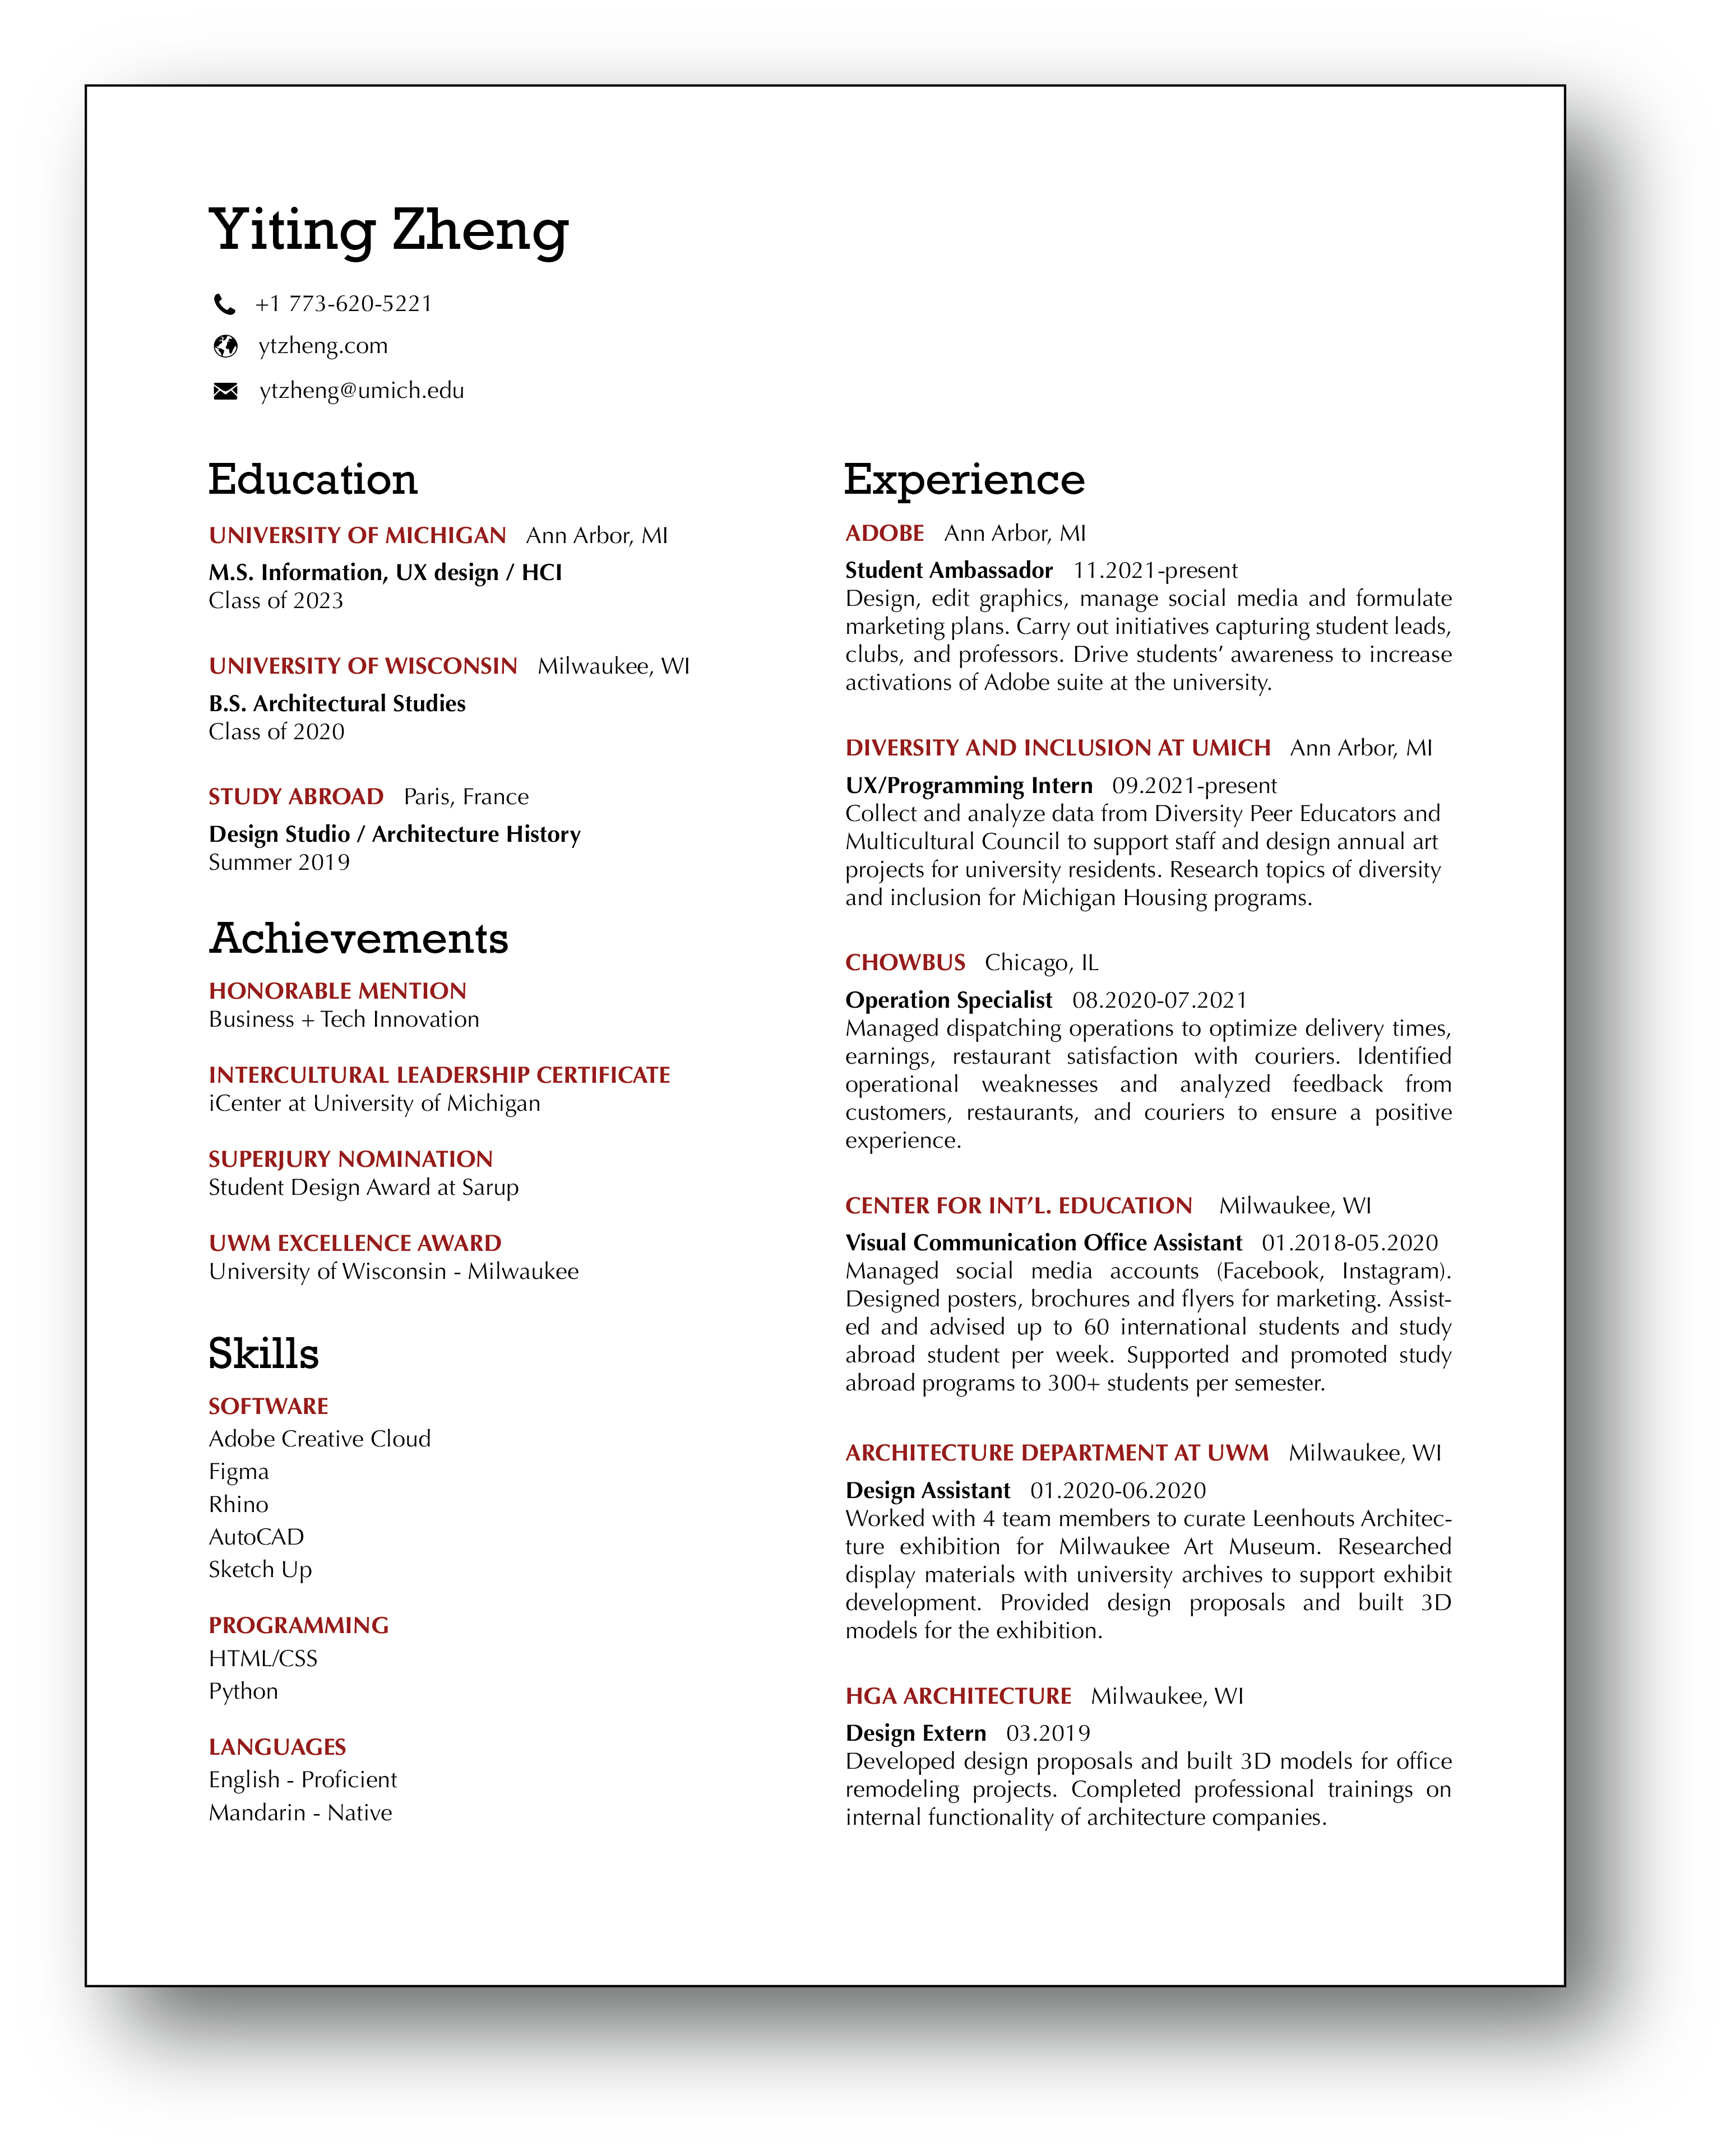 Yiting Zheng
+1 773-620-5221
ytzheng.com
ytzheng@umich.edu
Education
UNIVERSITY OF MICHIGAN Ann Arbor, MI
M.S. Information, UX design / HCI
Class of 2023
UNIVERSITY OF WISCONSIN Milwaukee, WI
B.S. Architectural Studies
Class of 2020
STUDY ABROAD Paris, France
Design Studio / Architecture History
Summer 2019
Achievements
HONORABLE MENTION
Business + Tech Innovation
INTERCULTURAL LEADERSHIP CERTIFICATE
iCenter at University of Michigan
SUPERJURY NOMINATION
Student Design Award at Sarup
UWM EXCELLENCE AWARD
University of Wisconsin - Milwaukee
Skills
SOFTWARE
Adobe Creative Cloud
Figma
Rhino
AutoCAD
Sketch Up
PROGRAMMING
HTML/CSS
Python
LANGUAGES
English - Proficient
Mandarin - Native
Experience
ADOBE Ann Arbor, MI
Student Ambassador 11.2021-present
Design, edit graphics, manage social media and formulate
marketing plans. Carry out initiatives capturing student leads,
clubs, and professors. Drive students’ awareness to increase
activations of Adobe suite at the university.
DIVERSITY AND INCLUSION AT UMICH Ann Arbor, MI
UX/Programming Intern 09.2021-present
Collect and analyze data from Diversity Peer Educators and
Multicultural Council to support staff and design annual art
projects for university residents. Research topics of diversity
and inclusion for Michigan Housing programs.
CHOWBUS Chicago, IL
Operation Specialist 08.2020-07.2021
Managed dispatching operations to optimize delivery times,
earnings, restaurant satisfaction with couriers. Identified
operational weaknesses and analyzed feedback from
customers, restaurants, and couriers to ensure a positive
experience.
CENTER FOR INT’L. EDUCATION Milwaukee, WI
Visual Communication Office Assistant 01.2018-05.2020
Managed social media accounts (Facebook, Instagram).
Designed posters, brochures and flyers for marketing. Assist-
ed and advised up to 60 international students and study
abroad student per week. Supported and promoted study
abroad programs to 300+ students per semester.
ARCHITECTURE DEPARTMENT AT UWM Milwaukee, WI
Design Assistant 01.2020-06.2020
Worked with 4 team members to curate Leenhouts Architec-
ture exhibition for Milwaukee Art Museum. Researched
display materials with university archives to support exhibit
development. Provided design proposals and built 3D
models for the exhibition.
HGA ARCHITECTURE Milwaukee, WI
Design Extern 03.2019
Developed design proposals and built 3D models for office
remodeling projects. Completed professional trainings on
internal functionality of architecture companies.